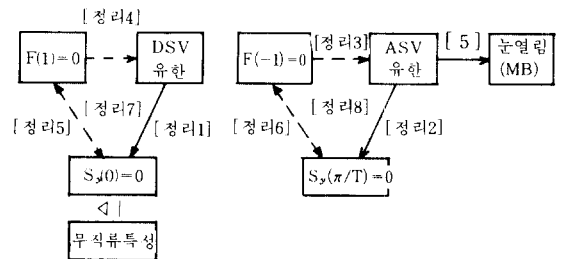 [정리4]
F(1)=0
DSV
유한
[정리7]
[정리5]
[정리1]
S𝑦(0)=0
◁|
무직류특성
F(-1)=0
[정리3]
ASV
유한
[ 5 ]
눈열림
(MB)
[정리8]
[정리6]
[정리2]
S𝑦(π/T)=0